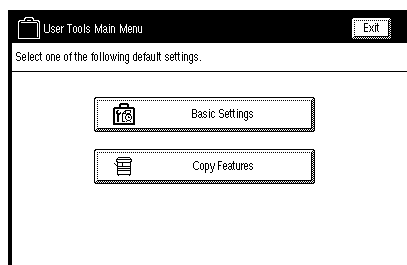 User Tools Main Menu
Exit
Select one of the following default settings.
Basic Settings
Copy Features